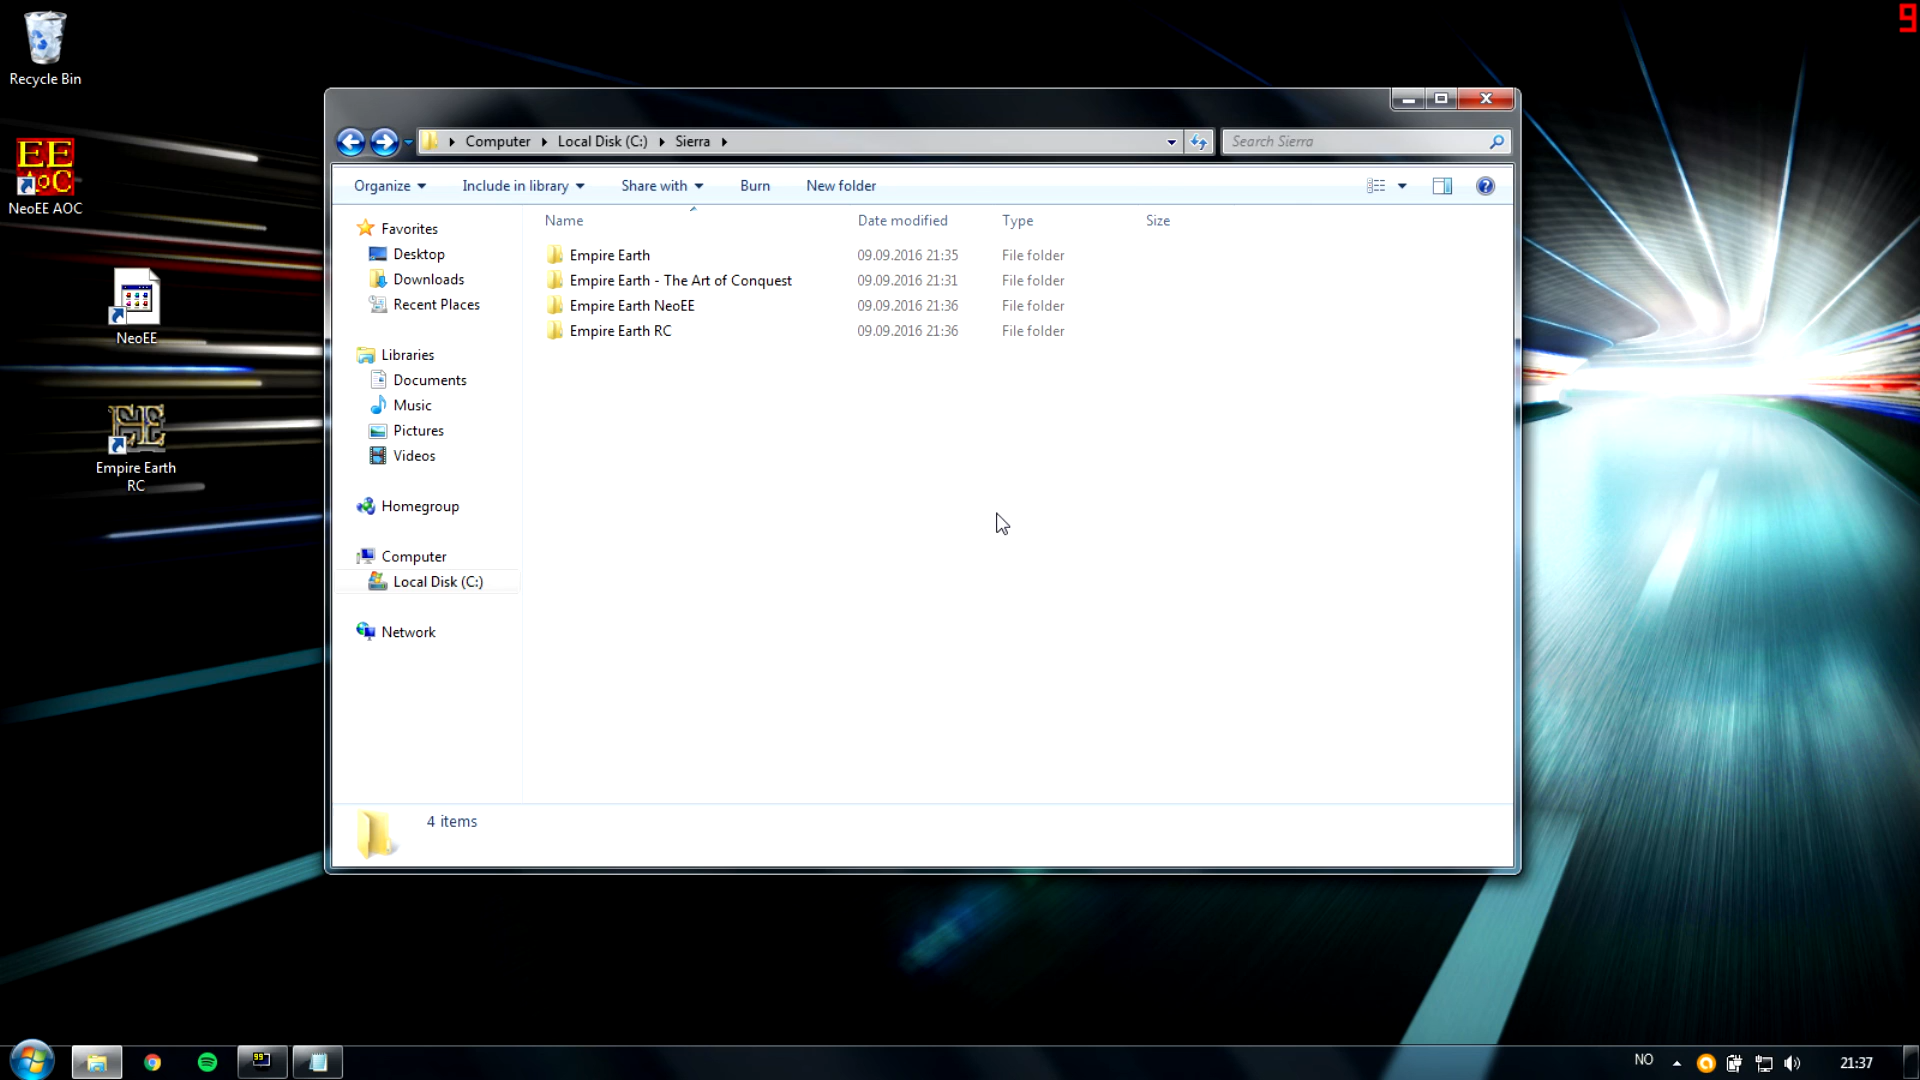 9
Recycle Bin
EE
AOC
NeoEE AOC
NeoEE
Empire Earth
RC
Computer
Local Disk (C:)
Sierra
Search Sierra
Organize
Include in library
Share with
Burn
New folder
Name
Date modified
Type
Size
Favorites
Desktop
Downloads
Recent Places
Libraries
Documents
Music
Pictures
Videos
Homegroup
Computer
Local Disk (C:)
Network
Empire Earth 09.09.2016 21:35 File folder
Empire Earth - The Art of Conquest 09.09.2016 21:31 File folder
Empire Earth NeoEE 09.09.2016 21:36 File folder
Empire Earth RC 09.09.2016 21:36 File folder
4 items
99
NO
21:37